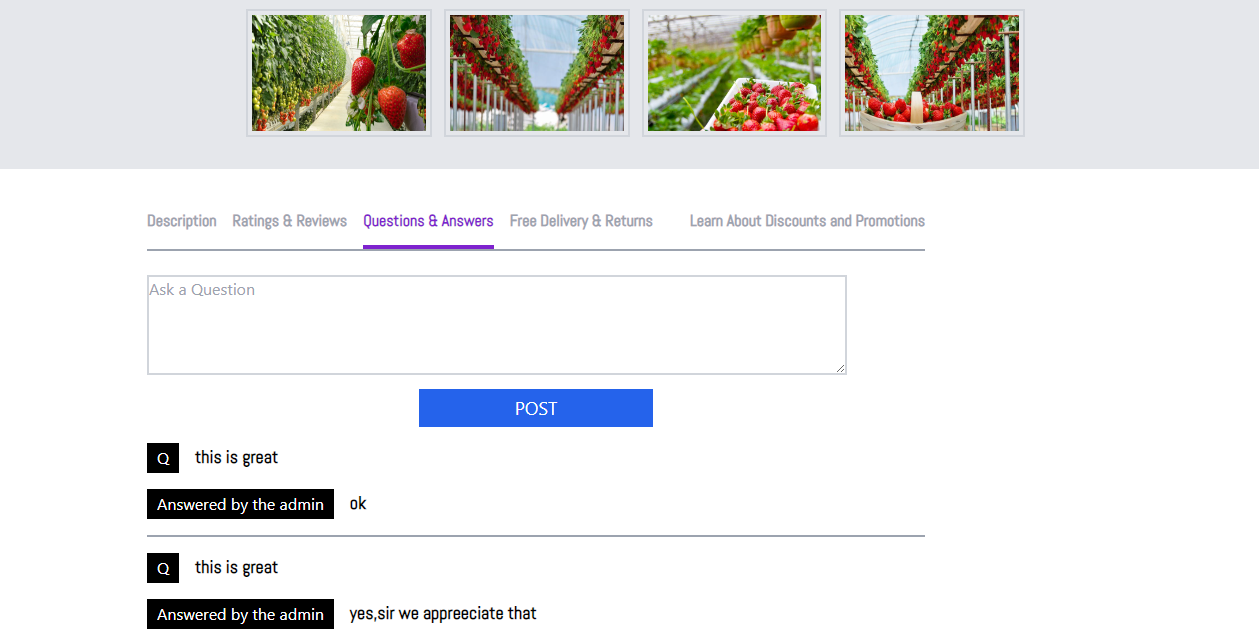 Description Ratings & Reviews Questions & Answers Free Delivery & Returns Learn About Discounts and Promotions
Ask a Question
POST
Q this is great
Answered by the admin ok
Q this is great
Answered by the admin yes,sir we appreeciate that